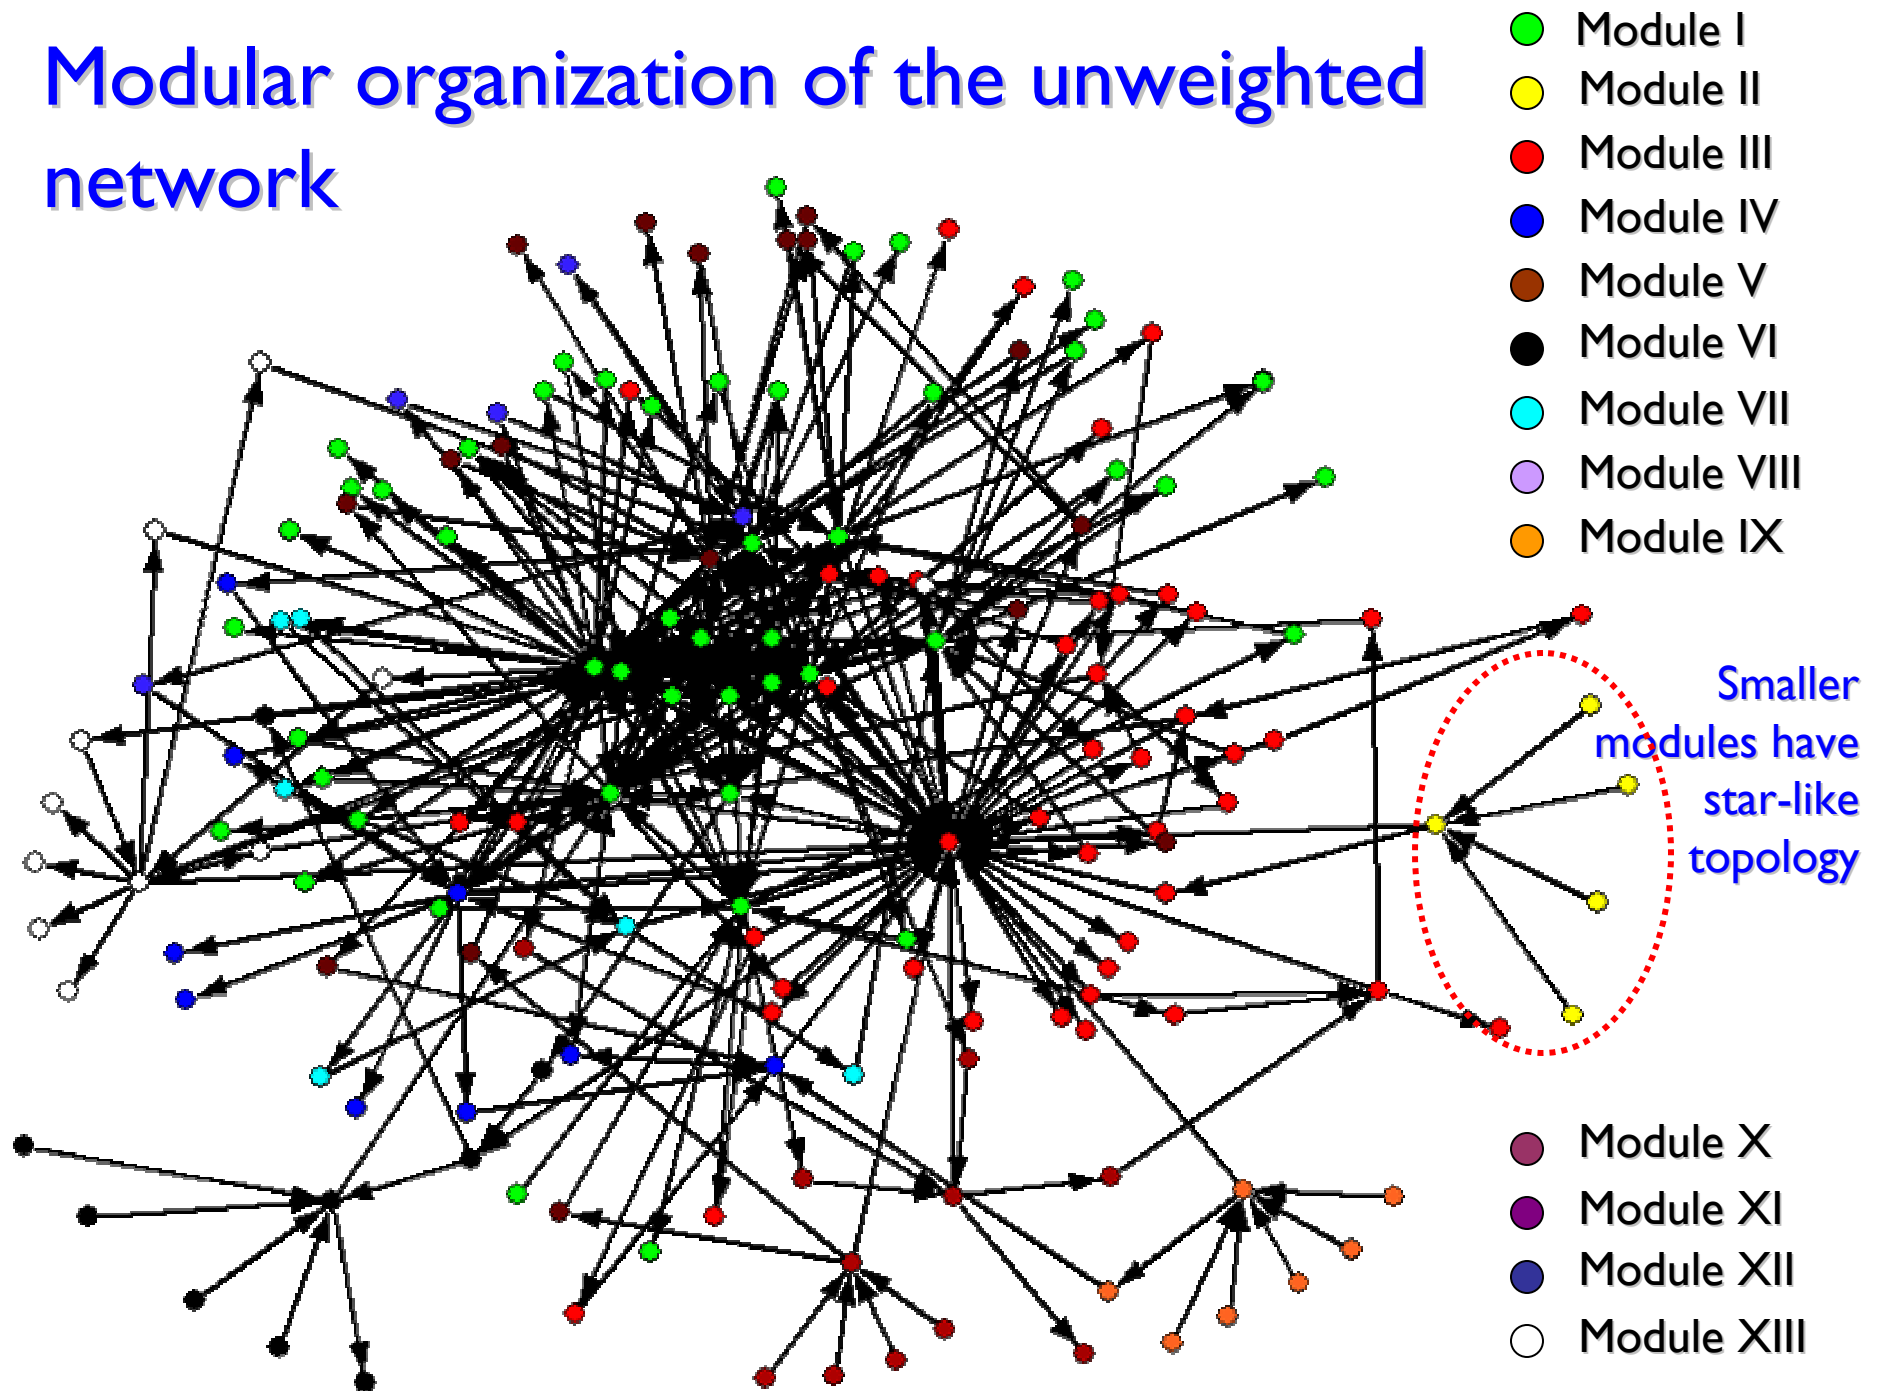 Modular organization of the unweighted
network
Module I
Module II
Module III
Module IV
Module V
Module VI
Module VII
Module VIII
Module IX
Smaller
modules have
star-like
topology
Module X
Module XI
Module XII
Module XIII